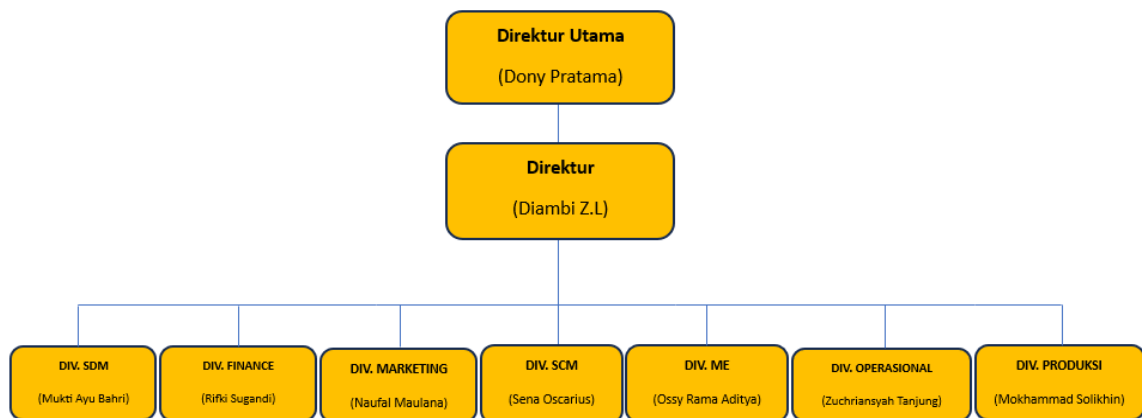 Direktur Utama
(Dony Pratama)
Direktur
(Diambi Z.L)
DIV. SDM
(Mukti Ayu Bahri)
DIV. FINANCE
(Rifki Sugandi)
DIV. MARKETING
(Naufal Maulana)
DIV. SCM
(Sena Oscarius)
DIV. ME
(Ossy Rama Aditya)
DIV. OPERASIONAL
(Zuchriansyah Tanjung)
DIV. PRODUKSI
(Mokhammad Solikhin)